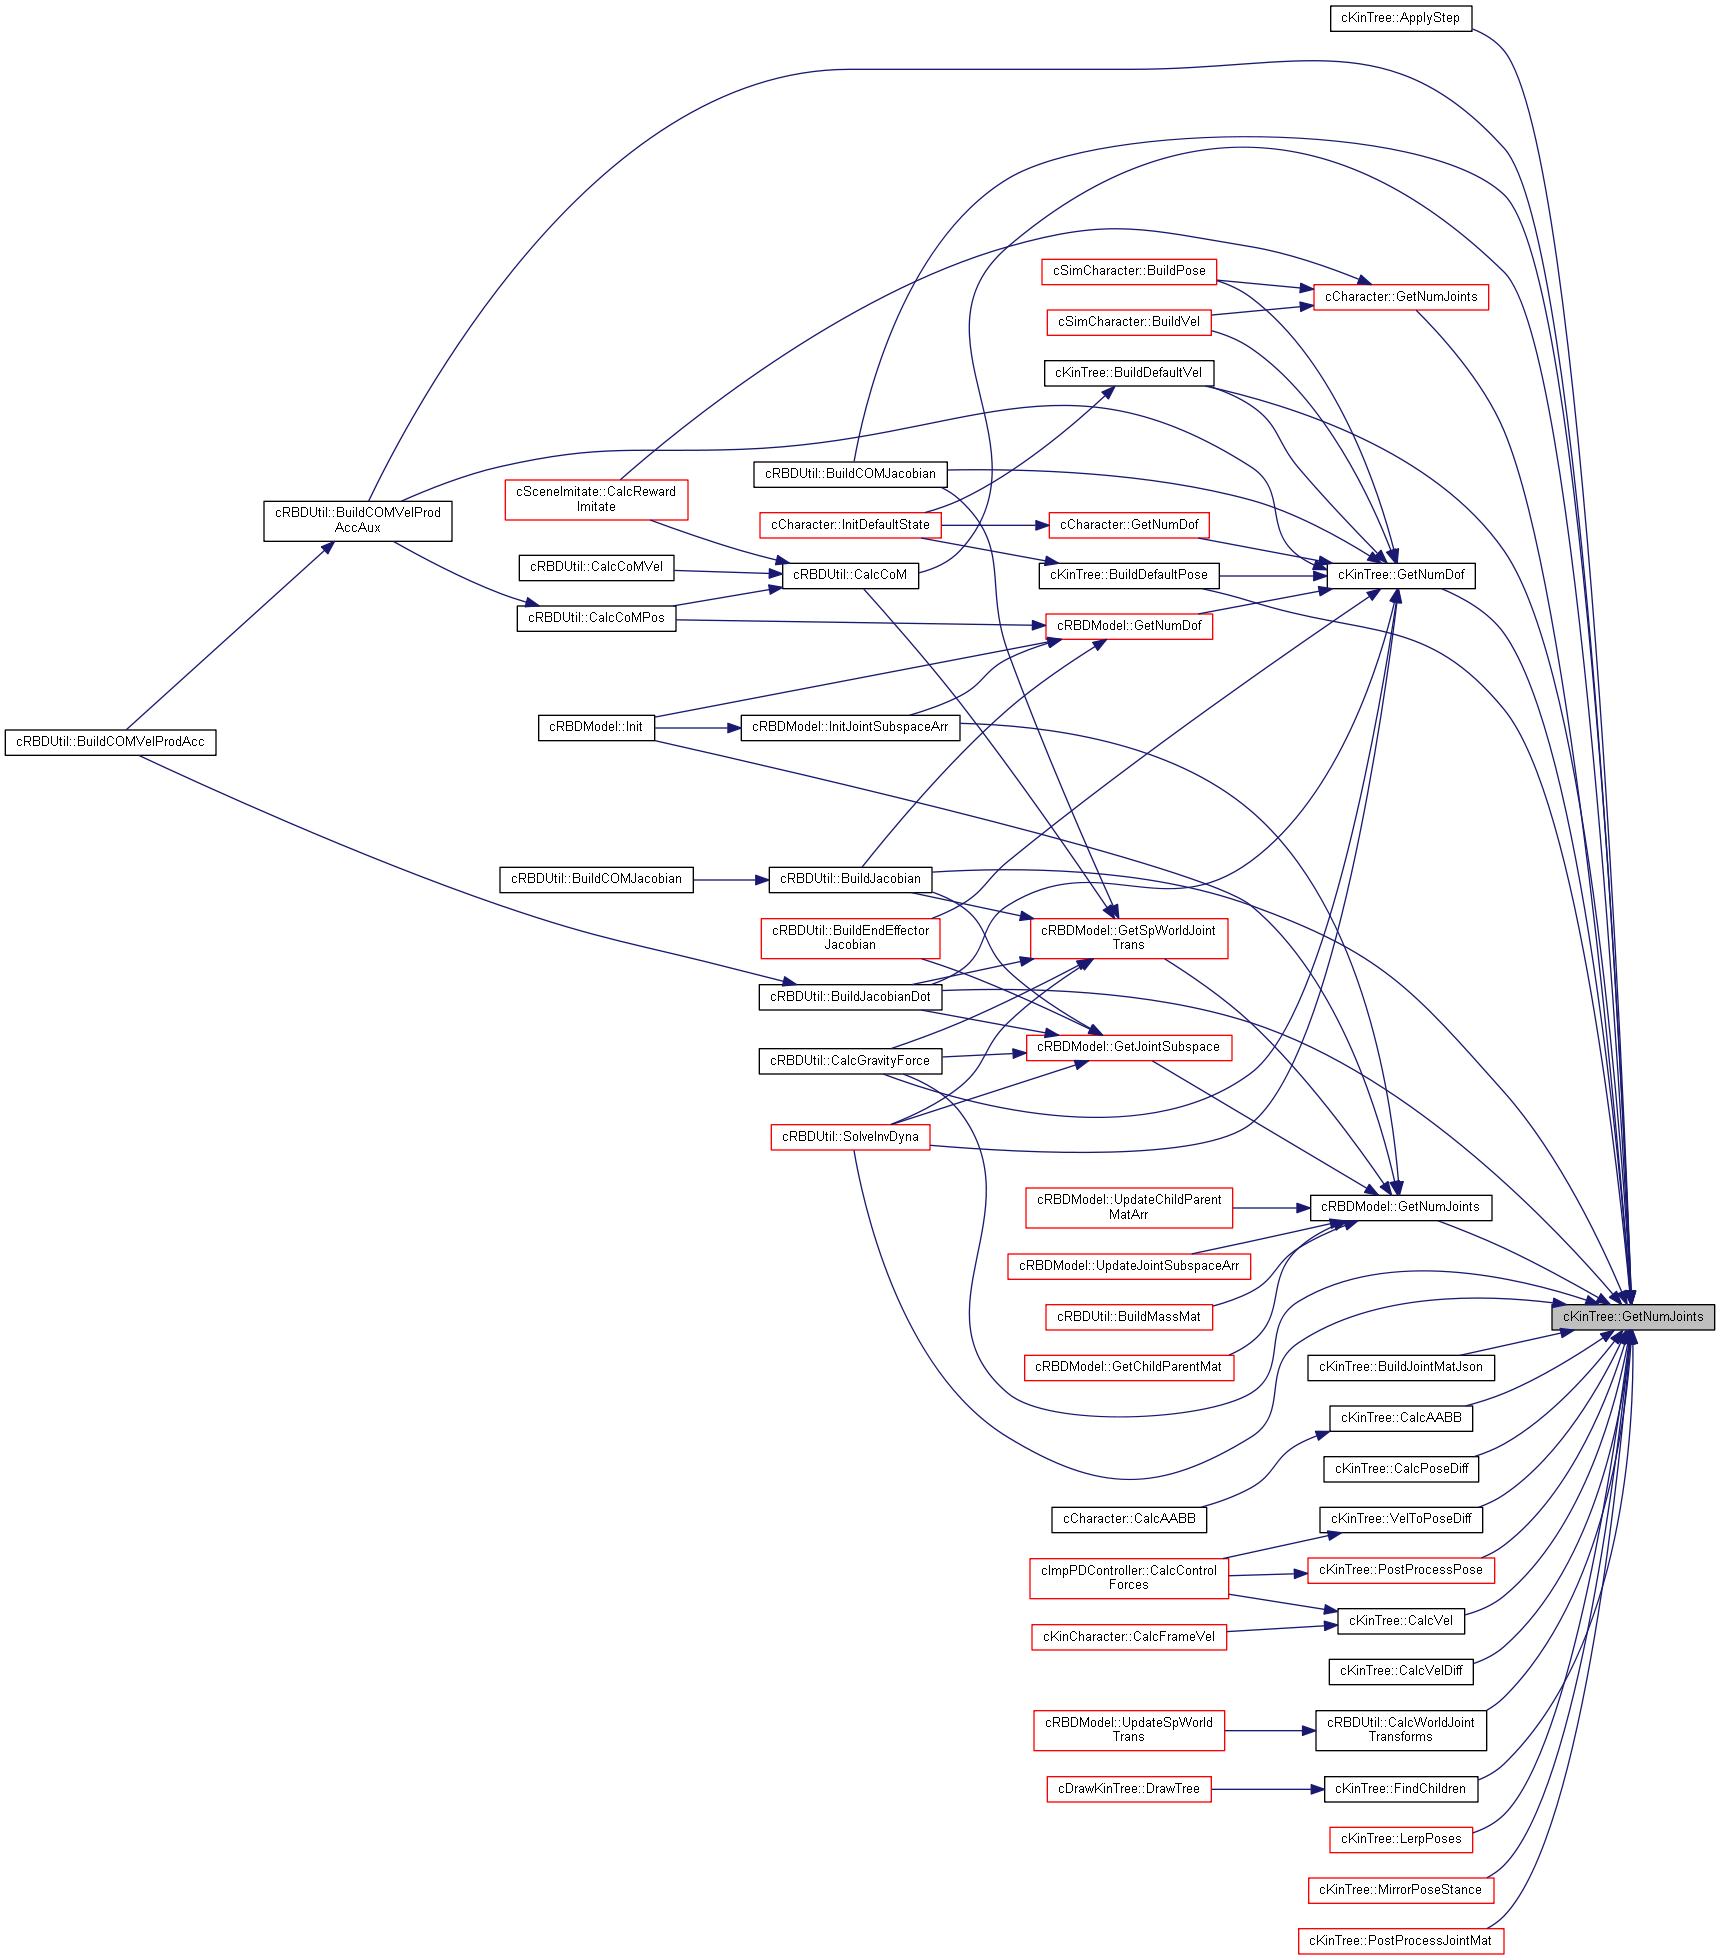 cKinTree::ApplyStep
cSimCharacter::BuildPose
cCharacter::GetNumJoints
cSimCharacter::BuildVel
cKinTree::BuildDefaultVel
cRBDUtil::BuildCOMJacobian
cSceneImitate::CalcReward
Imitate
cRBDUtil::BuildCOMVelProd
AccAux
cCharacter::InitDefaultState
cCharacter::GetNumDof
cRBDUtil::CalcCoMVel
cRBDUtil::CalcCoM
cKinTree::BuildDefaultPose
cKinTree::GetNumDof
cRBDUtil::CalcCoMPos
cRBDModel::GetNumDof
cRBDModel::Init
cRBDModel::InitJointSubspaceArr
cRBDUtil::BuildCOMVelProdAcc
cRBDUtil::BuildCOMJacobian
cRBDUtil::BuildJacobian
cRBDUtil::BuildEndEffector
Jacobian
cRBDModel::GetSpWorldJoint
Trans
cRBDUtil::BuildJacobianDot
cRBDModel::GetJointSubspace
cRBDUtil::CalcGravityForce
cRBDUtil::SolveInvDyna
cRBDModel::UpdateChildParent
MatArr
cRBDModel::GetNumJoints
cRBDModel::UpdateJointSubspaceArr
cRBDUtil::BuildMassMat
cKinTree::GetNumJoints
cRBDModel::GetChildParentMat
cKinTree::BuildJointMatJson
cKinTree::CalcAABB
cKinTree::CalcPoseDiff
cCharacter::CalcAABB
cKinTree::VelToPoseDiff
cImpPDController::CalcControl
Forces
cKinTree::PostProcessPose
cKinTree::CalcVel
cKinCharacter::CalcFrameVel
cKinTree::CalcVelDiff
cRBDModel::UpdateSpWorld
Trans
cRBDUtil::CalcWorldJoint
Transforms
cDrawKinTree::DrawTree
cKinTree::FindChildren
cKinTree::LerpPoses
cKinTree::MirrorPoseStance
cKinTree::PostProcessJointMat